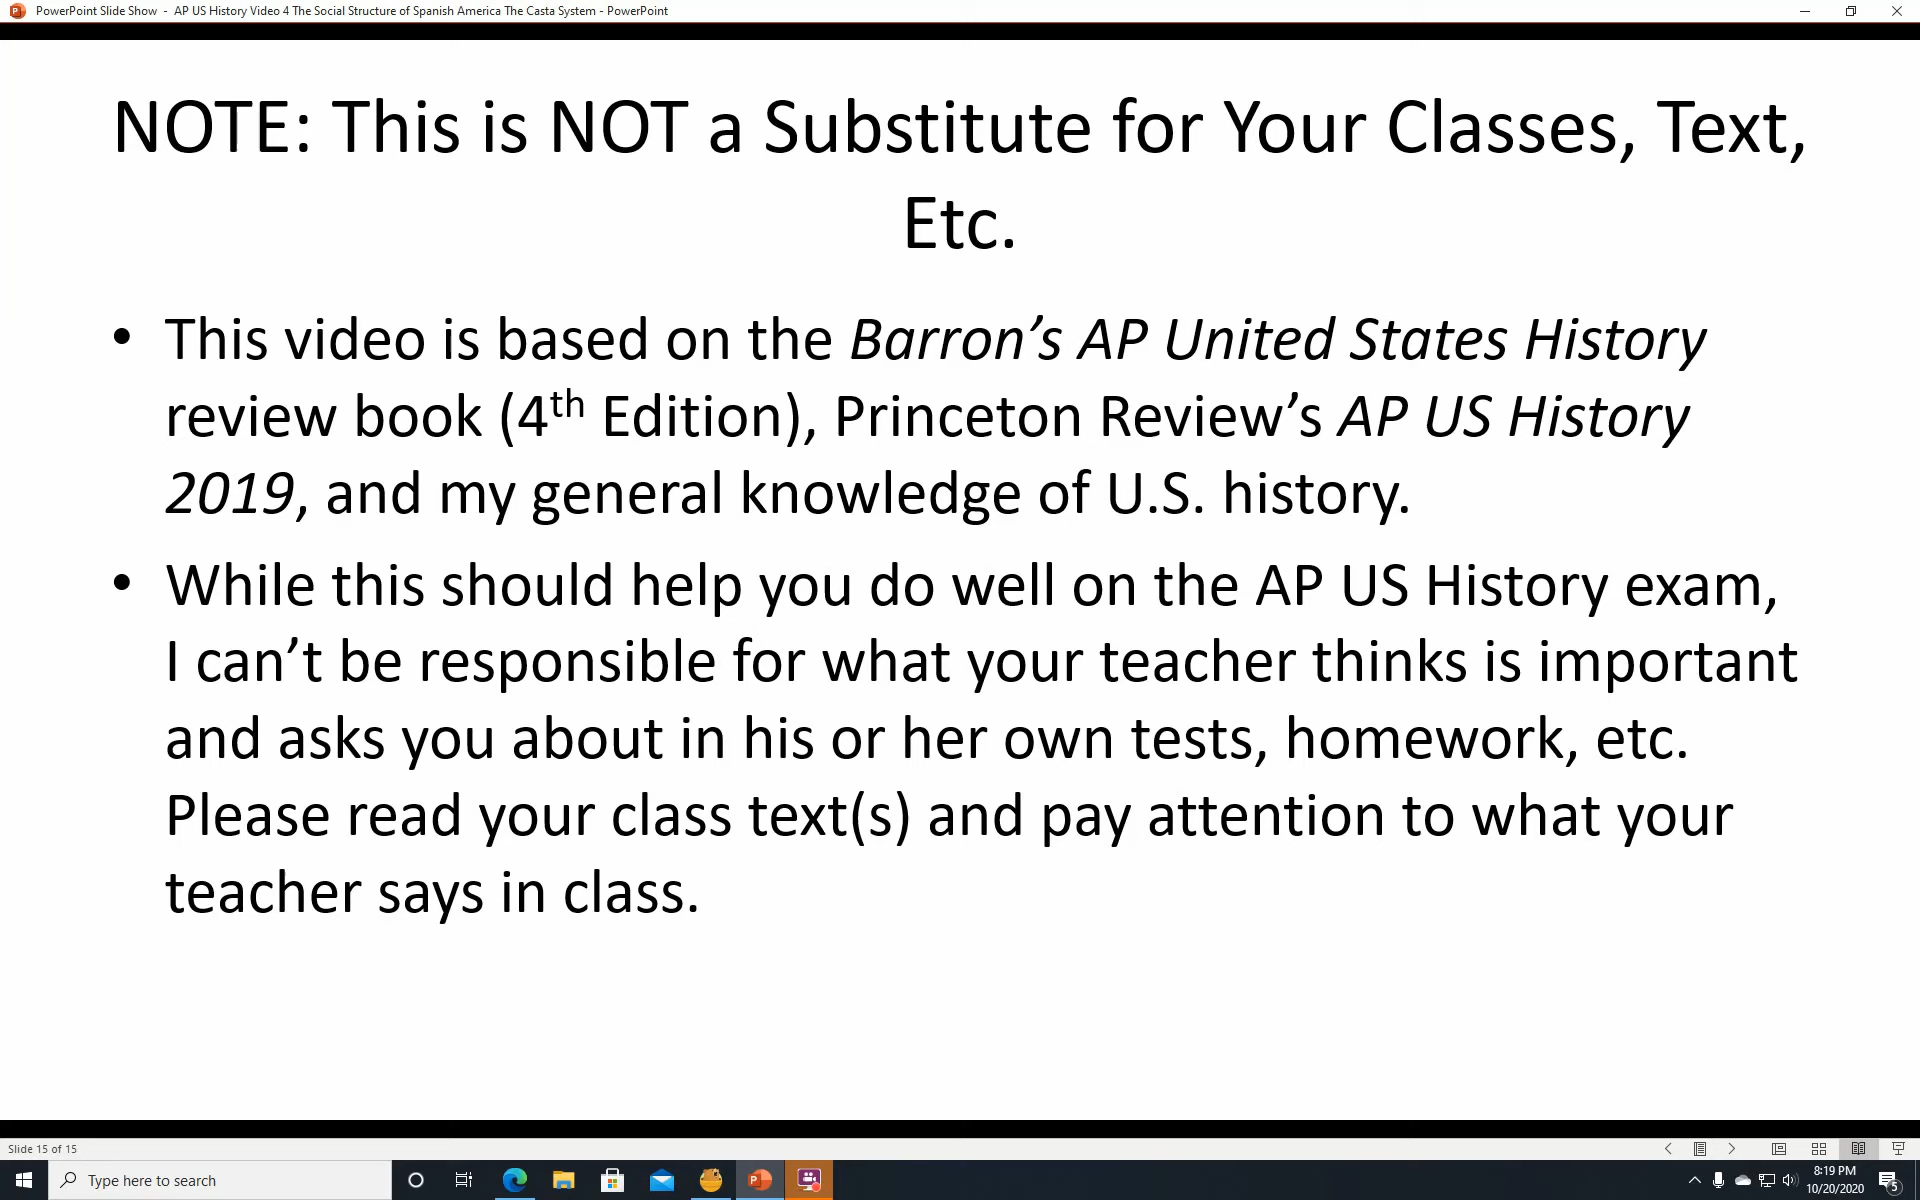 PowerPoint Slide Show - AP US History Video 4 The Social Structure of Spanish America The Casta System - PowerPoint
NOTE: This is NOT a Substitute for Your Classes, Text,
Etc.
• This video is based on the Barron’s AP United States History
review book (4th Edition), Princeton Review’s AP US History
2019, and my general knowledge of U.S. history.
• While this should help you do well on the AP US History exam,
I can’t be responsible for what your teacher thinks is important
and asks you about in his or her own tests, homework, etc.
Please read your class text(s) and pay attention to what your
teacher says in class.
Slide 15 of 15
Type here to search
8:19 PM
10/20/2020
5